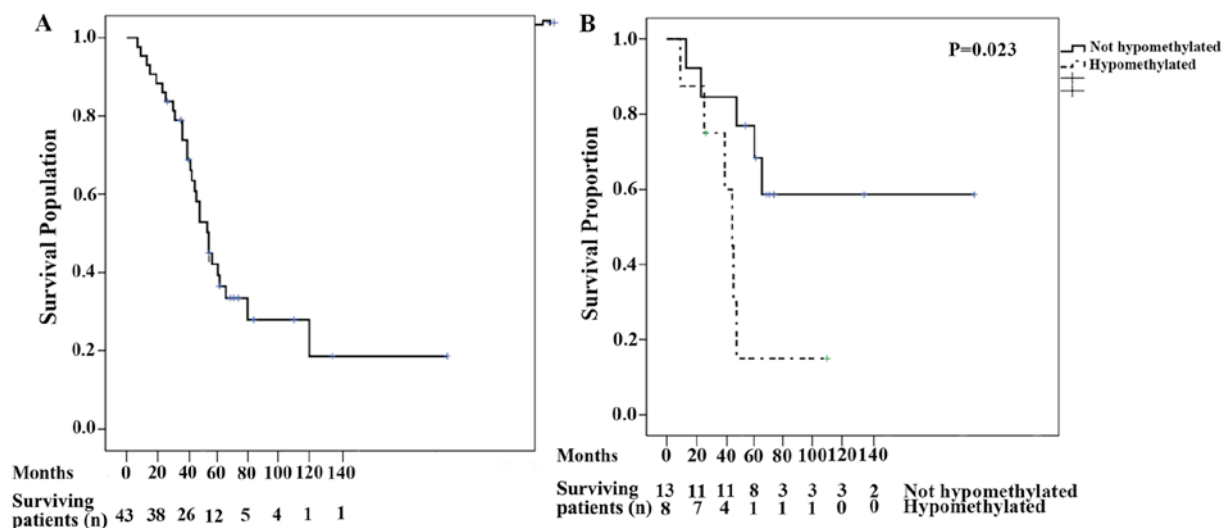 A
1.0
0.8
0.6
0.4
0.2
0.0
Survival Population
Months 0 20 40 60 80 100 120 140
Surviving
patients (n) 43 38 26 12 5 4 1 1
B
P=0.023
Not hypomethylated
Hypomethylated
1.0
0.8
0.6
0.4
0.2
0.0
Survival Proportion
Months 0 20 40 60 80 100 120 140
Surviving 13 11 11 8 3 3 3 2 Not hypomethylated
patients (n) 8 7 4 1 1 1 0 0 Hypomethylated